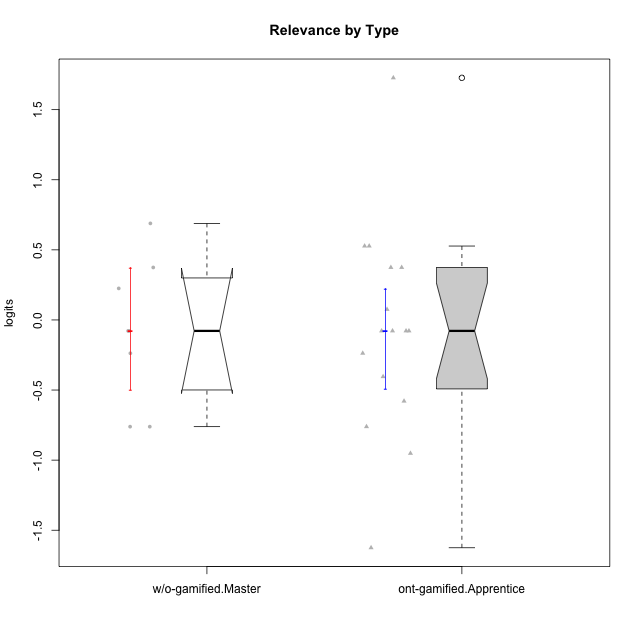 Relevance by Type
logits
1.5
1.0
0.5
0.0
-0.5
-1.0
-1.5
w/o-gamified.Master
ont-gamified.Apprentice